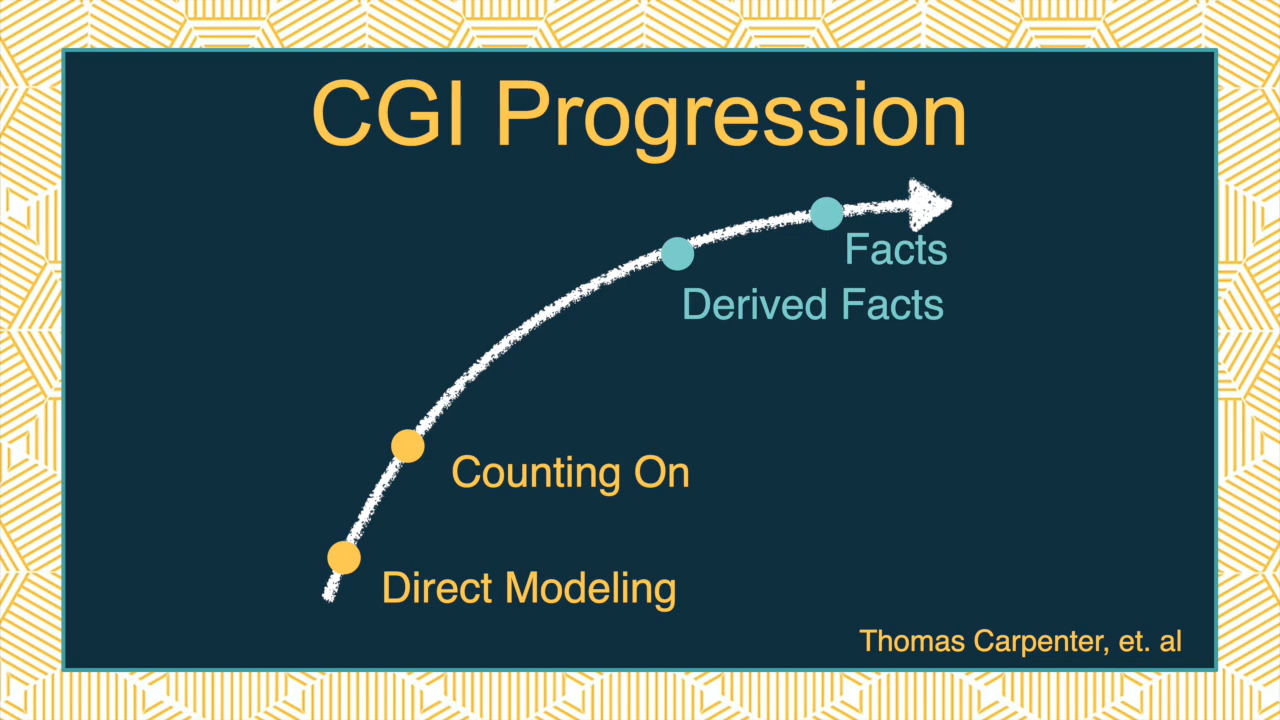 CGI Progression
Facts
Derived Facts
Counting On
Direct Modeling
Thomas Carpenter, et. al